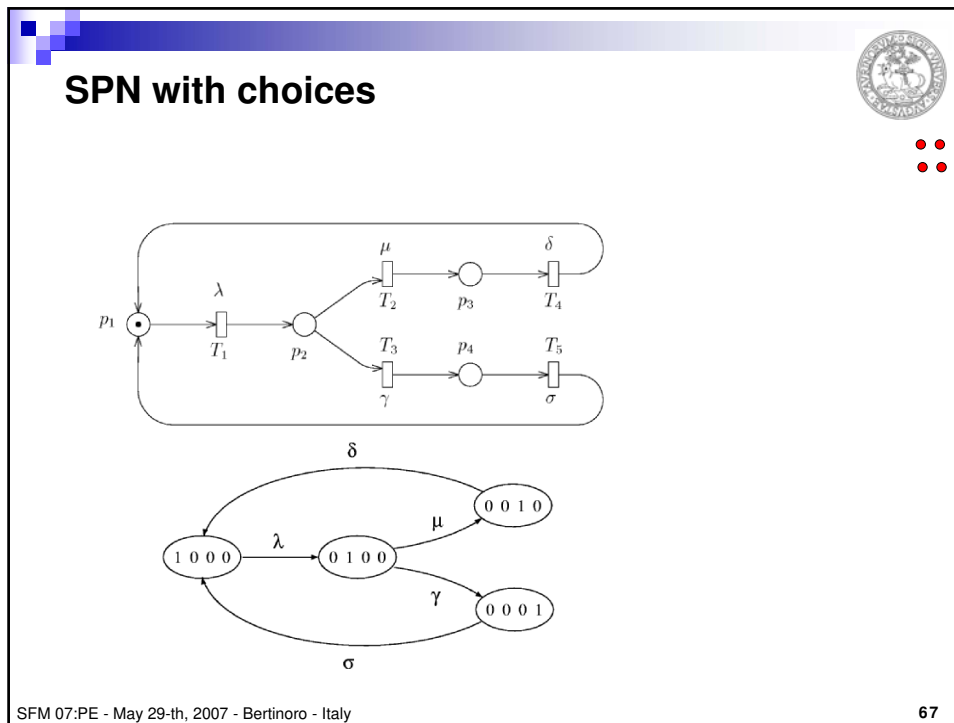 SPN with choices
μ
δ
T₂
p₃
T₄
λ
p₁
T₁
p₂
T₃
p₄
T₅
γ
σ
δ
0 0 1 0
μ
λ
1 0 0 0
0 1 0 0
γ
0 0 0 1
σ
SFM 07:PE - May 29-th, 2007 - Bertinoro - Italy
67